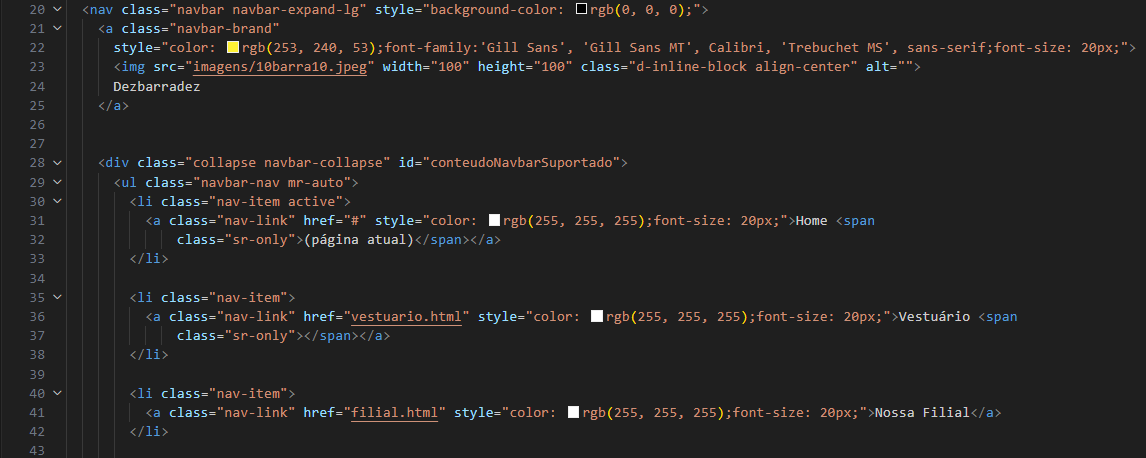 20 <nav class="navbar navbar-expand-lg" style="background-color: rgb(0, 0, 0);">
21 <a class="navbar-brand"
22 style="color: rgb(253, 240, 53);font-family:'Gill Sans', 'Gill Sans MT', Calibri, 'Trebuchet MS', sans-serif;font-size: 20px;">
23 <img src="imagens/10barra10.jpeg" width="100" height="100" class="d-inline-block align-center" alt="">
24 Dezbarradez
25 </a>
26
27
28 <div class="collapse navbar-collapse" id="conteudoNavbarSuportado">
29 <ul class="navbar-nav mr-auto">
30 <li class="nav-item active">
31 <a class="nav-link" href="#" style="color: rgb(255, 255, 255);font-size: 20px;">Home <span
32 class="sr-only">(página atual)</span></a>
33 </li>
34
35 <li class="nav-item">
36 <a class="nav-link" href="vestuario.html" style="color: rgb(255, 255, 255);font-size: 20px;">Vestuário <span
37 class="sr-only"></span></a>
38 </li>
39
40 <li class="nav-item">
41 <a class="nav-link" href="filial.html" style="color: rgb(255, 255, 255);font-size: 20px;">Nossa Filial</a>
42 </li>
43